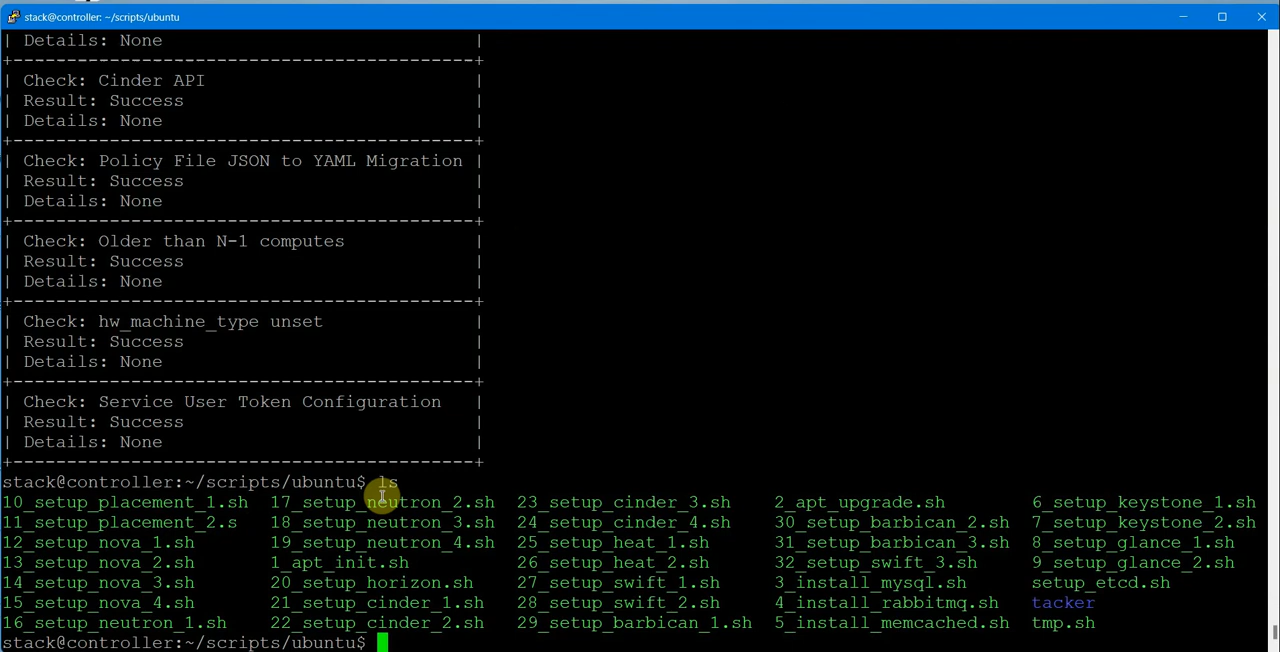 stack@controller: ~/scripts/ubuntu
| Details: None |
+-------------------------------------------+
| Check: Cinder API |
| Result: Success |
| Details: None |
+-------------------------------------------+
| Check: Policy File JSON to YAML Migration |
| Result: Success |
| Details: None |
+-------------------------------------------+
| Check: Older than N-1 computes |
| Result: Success |
| Details: None |
+-------------------------------------------+
| Check: hw_machine_type unset |
| Result: Success |
| Details: None |
+-------------------------------------------+
| Check: Service User Token Configuration |
| Result: Success |
| Details: None |
+-------------------------------------------+
stack@controller:~/scripts/ubuntu$ ls
10_setup_placement_1.sh 17_setup_neutron_2.sh 23_setup_cinder_3.sh 2_apt_upgrade.sh 6_setup_keystone_1.sh
11_setup_placement_2.s 18_setup_neutron_3.sh 24_setup_cinder_4.sh 30_setup_barbican_2.sh 7_setup_keystone_2.sh
12_setup_nova_1.sh 19_setup_neutron_4.sh 25_setup_heat_1.sh 31_setup_barbican_3.sh 8_setup_glance_1.sh
13_setup_nova_2.sh 1_apt_init.sh 26_setup_heat_2.sh 32_setup_swift_3.sh 9_setup_glance_2.sh
14_setup_nova_3.sh 20_setup_horizon.sh 27_setup_swift_1.sh 3_install_mysql.sh setup_etcd.sh
15_setup_nova_4.sh 21_setup_cinder_1.sh 28_setup_swift_2.sh 4_install_rabbitmq.sh tacker
16_setup_neutron_1.sh 22_setup_cinder_2.sh 29_setup_barbican_1.sh 5_install_memcached.sh tmp.sh
stack@controller:~/scripts/ubuntu$